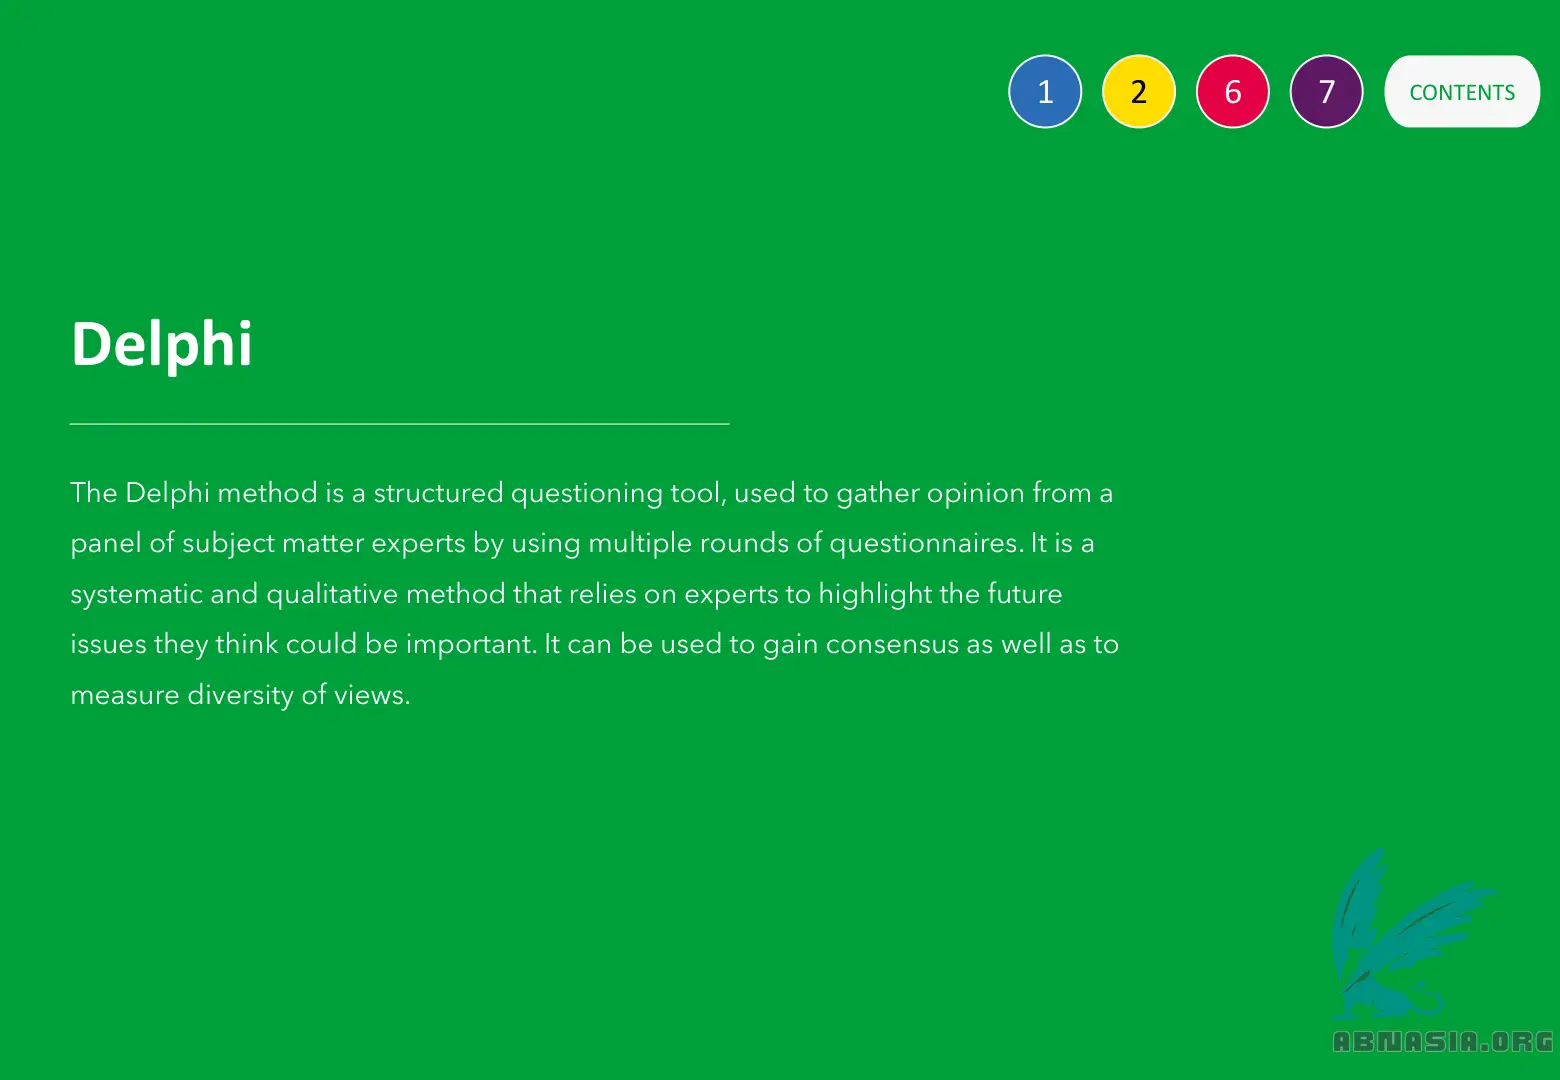 1 2 6 7 CONTENTS
Delphi
The Delphi method is a structured questioning tool, used to gather opinion from a
panel of subject matter experts by using multiple rounds of questionnaires. It is a
systematic and qualitative method that relies on experts to highlight the future
issues they think could be important. It can be used to gain consensus as well as to
measure diversity of views.
ABNASIA.ORG